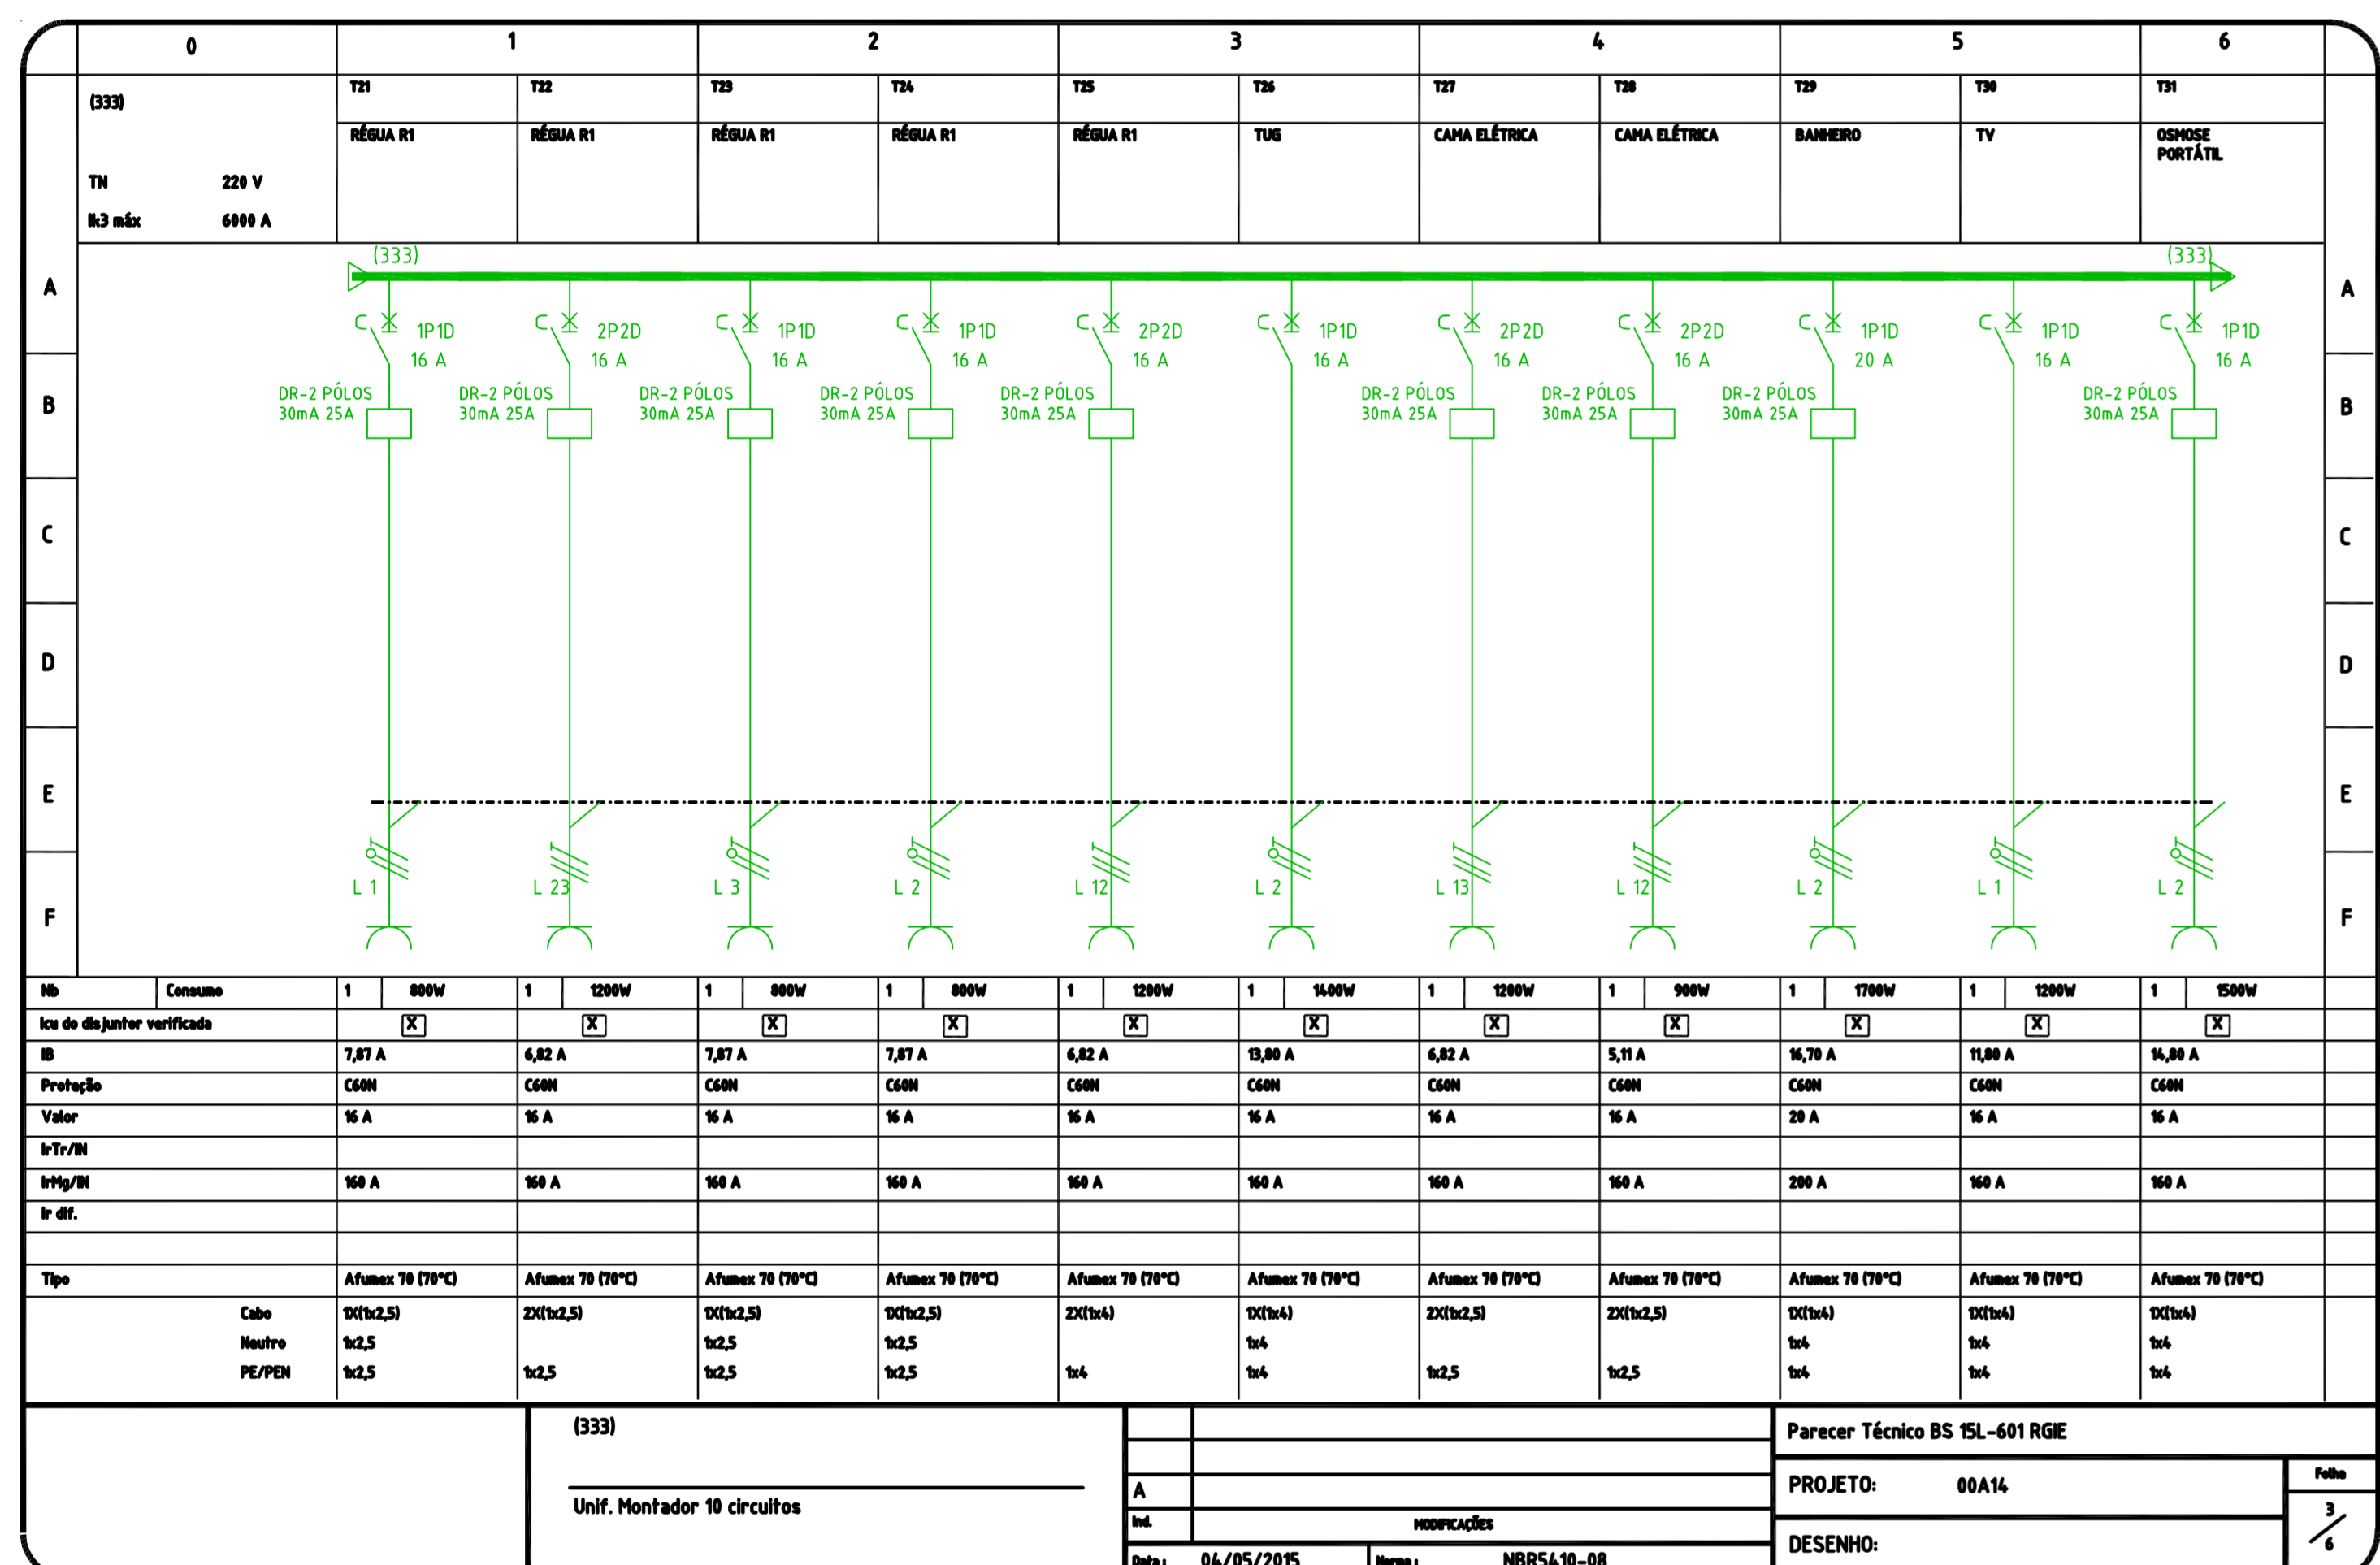 0 1 2 3 4 5 6
T21 T22 T23 T24 T25 T26 T27 T28 T29 T30 T31
(333)
RÉGUA R1 RÉGUA R1 RÉGUA R1 RÉGUA R1 RÉGUA R1 TUG CAMA ELÉTRICA CAMA ELÉTRICA BANHEIRO TV OSMOSE
PORTÁTIL
TN 220 V
Ik3 máx 6000 A
(333) (333)
A A
C 1P1D C 2P2D C 1P1D C 1P1D C 2P2D C 1P1D C 2P2D C 2P2D C 1P1D C 1P1D C 1P1D
16 A 16 A 16 A 16 A 16 A 16 A 16 A 16 A 20 A 16 A 16 A
DR-2 PÓLOS DR-2 PÓLOS DR-2 PÓLOS DR-2 PÓLOS DR-2 PÓLOS DR-2 PÓLOS DR-2 PÓLOS DR-2 PÓLOS DR-2 PÓLOS
B B
30mA 25A 30mA 25A 30mA 25A 30mA 25A 30mA 25A 30mA 25A 30mA 25A 30mA 25A 30mA 25A
C C
D D
E E
L 1 L 23 L 3 L 2 L 12 L 2 L 13 L 12 L 2 L 1 L 2
F F
Nb Consumo 1 800W 1 1200W 1 800W 1 800W 1 1200W 1 1400W 1 1200W 1 900W 1 1700W 1 1200W 1 1500W
Icu do disjuntor verificada X X X X X X X X X X X
IB 7,87 A 6,82 A 7,87 A 7,87 A 6,82 A 13,80 A 6,82 A 5,11 A 16,70 A 11,80 A 14,80 A
Proteção C60N C60N C60N C60N C60N C60N C60N C60N C60N C60N C60N
Valor 16 A 16 A 16 A 16 A 16 A 16 A 16 A 16 A 20 A 16 A 16 A
IrTr/IN
IrMg/IN 160 A 160 A 160 A 160 A 160 A 160 A 160 A 160 A 200 A 160 A 160 A
Ir dif.
Tipo Afumex 70 (70°C) Afumex 70 (70°C) Afumex 70 (70°C) Afumex 70 (70°C) Afumex 70 (70°C) Afumex 70 (70°C) Afumex 70 (70°C) Afumex 70 (70°C) Afumex 70 (70°C) Afumex 70 (70°C) Afumex 70 (70°C)
Cabo 1X(1x2,5) 2X(1x2,5) 1X(1x2,5) 1X(1x2,5) 2X(1x4) 1X(1x4) 2X(1x2,5) 2X(1x2,5) 1X(1x4) 1X(1x4) 1X(1x4)
Neutro 1x2,5 1x2,5 1x2,5 1x4 1x4 1x4 1x4
PE/PEN 1x2,5 1x2,5 1x2,5 1x2,5 1x4 1x4 1x2,5 1x2,5 1x4 1x4 1x4
(333)
Unif. Montador 10 circuitos
A
Ind. MODIFICAÇÕES
Data : 04/05/2015 Norma : NBR5410-08
Parecer Técnico BS 15L-601 RGIE
PROJETO: 00A14
DESENHO:
Folha
3
/
6